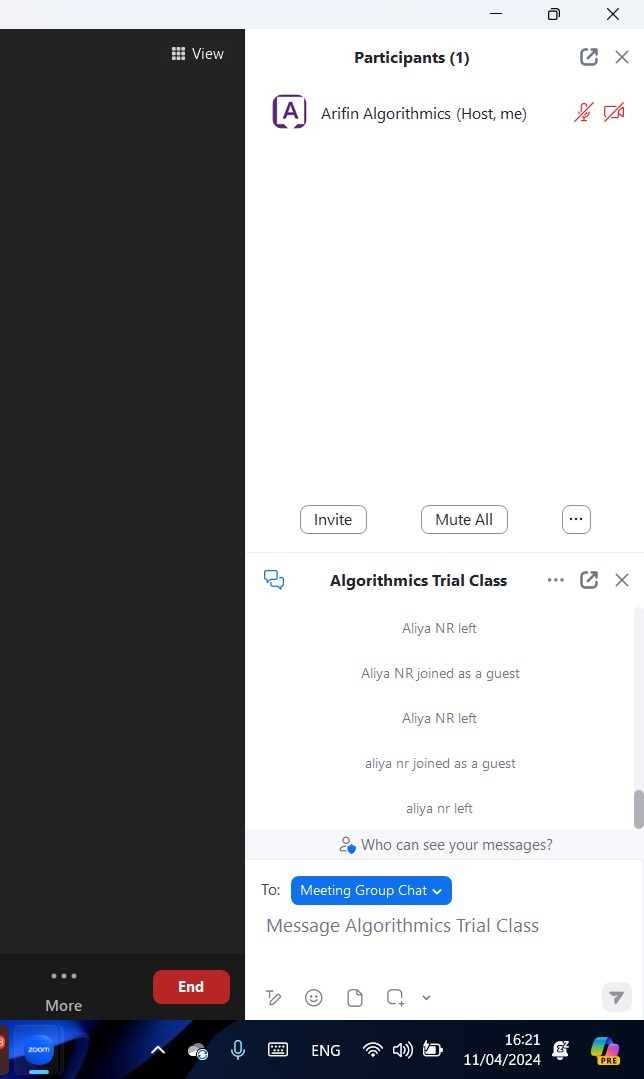 View
Participants (1)
A
Arifin Algorithmics (Host, me)
Invite
Mute All
Algorithmics Trial Class
Aliya NR left
Aliya NR joined as a guest
Aliya NR left
aliya nr joined as a guest
aliya nr left
Who can see your messages?
To: Meeting Group Chat
Message Algorithmics Trial Class
More
End
zoom
ENG
16:21
11/04/2024
PRE